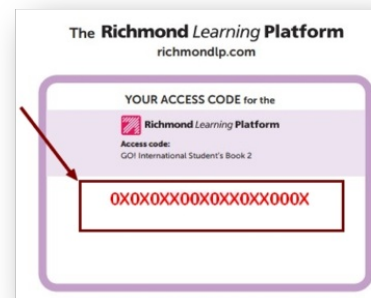 The Richmond Learning Platform
richmondlp.com
YOUR ACCESS CODE for the
Richmond Learning Platform
Access code:
GO! International Student's Book 2
0X0X0XX00X0XX0XX000X